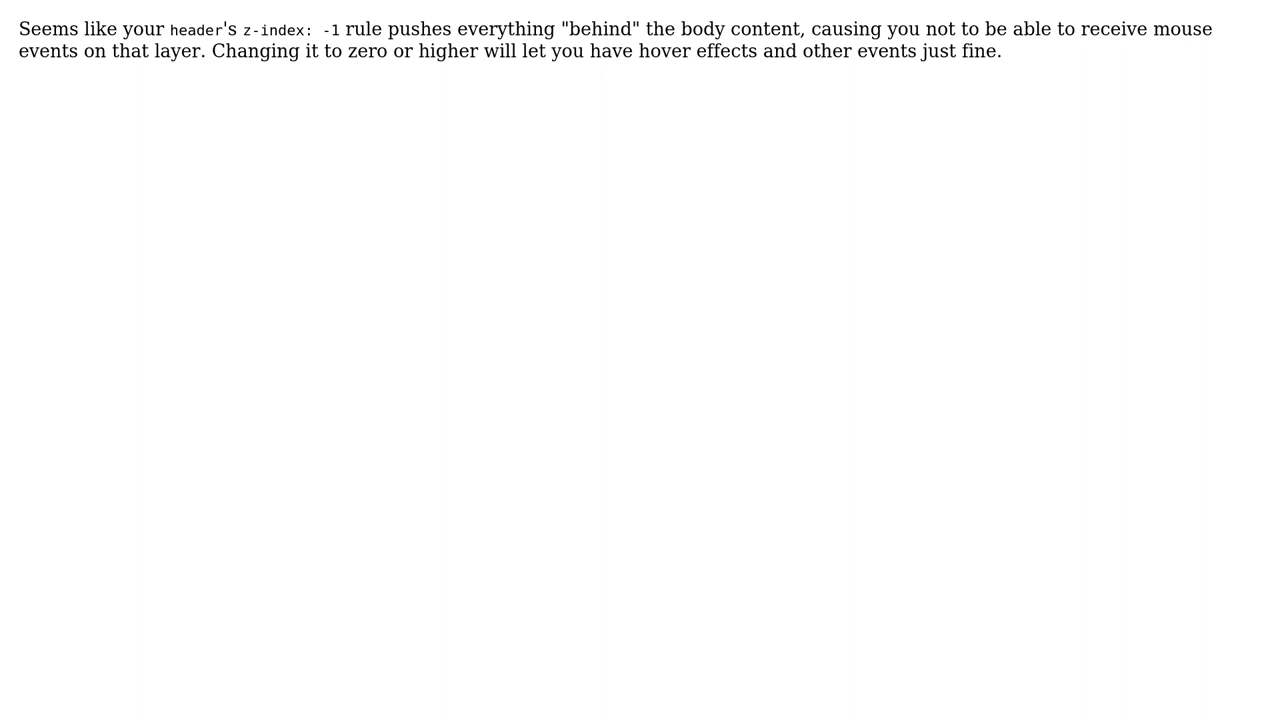 Seems like your header's z-index: -1 rule pushes everything "behind" the body content, causing you not to be able to receive mouse
events on that layer. Changing it to zero or higher will let you have hover effects and other events just fine.